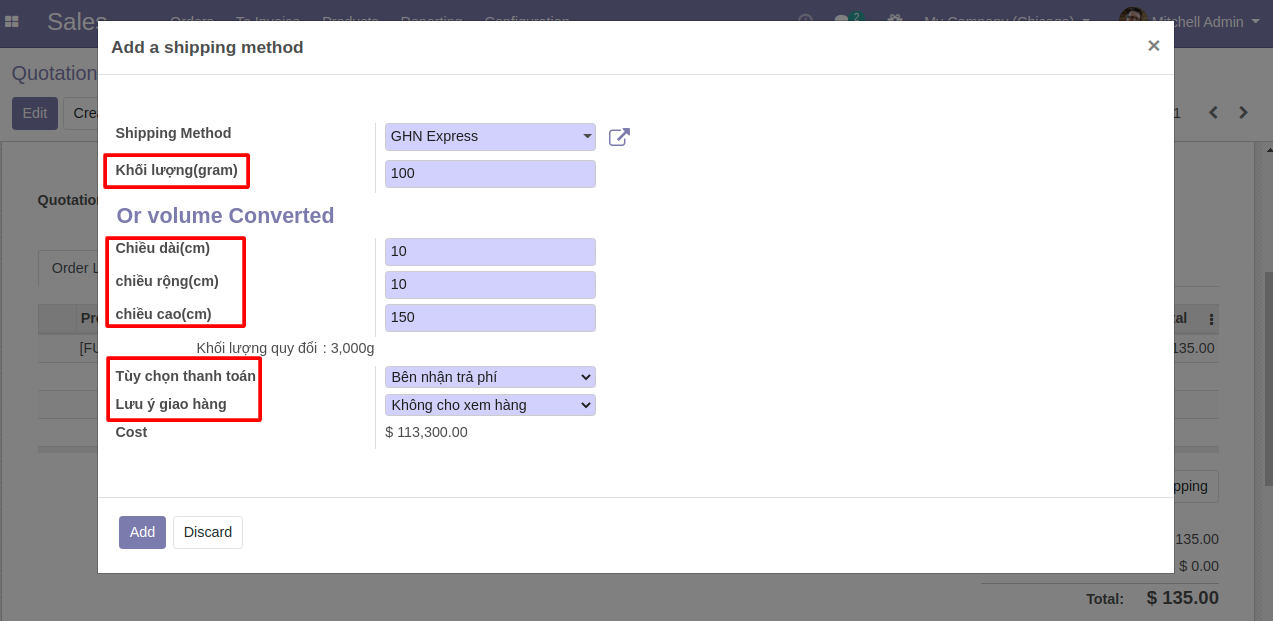 Sales Orders To Invoice Products Reporting Configuration 2 My Company (Chicago) Mitchell Admin
Add a shipping method ×
Quotation
Edit Crea 1
Shipping Method GHN Express
Khối lượng(gram) 100
Quotatio
Or volume Converted
Chiều dài(cm) 10
Order L
chiều rộng(cm) 10
chiều cao(cm) 150
Pr tal
Khối lượng quy đổi : 3,000g
[FU 135.00
Tùy chọn thanh toán Bên nhận trả phí
Lưu ý giao hàng Không cho xem hàng
Cost $ 113,300.00
pping
Add Discard
135.00
$ 0.00
Total: $ 135.00